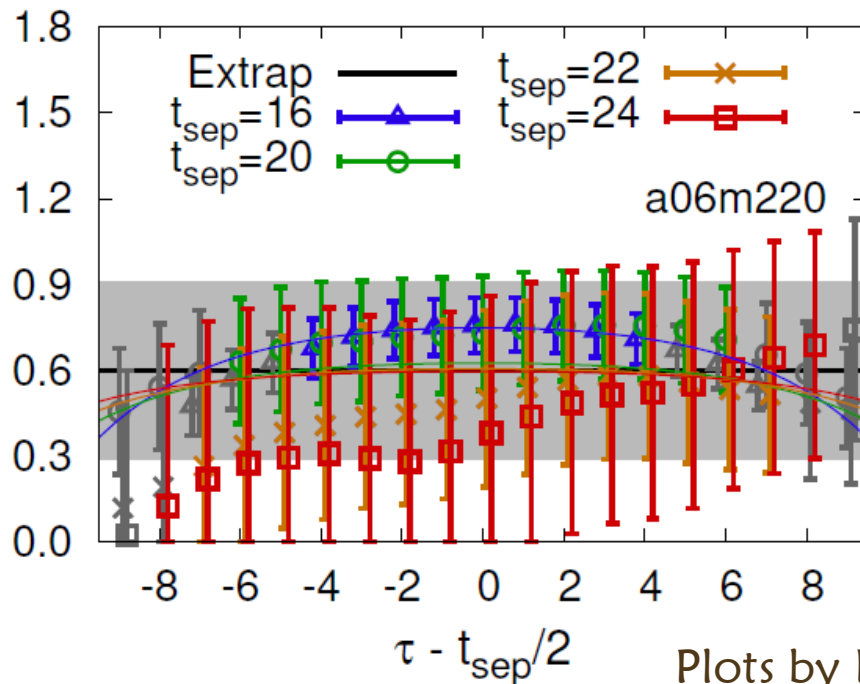 1.8
1.5
1.2
0.9
0.6
0.3
0.0
Extrap
t_sep=16
t_sep=20
t_sep=22
t_sep=24
a06m220
-8 -6 -4 -2 0 2 4 6 8
τ - t_sep/2
Plots by